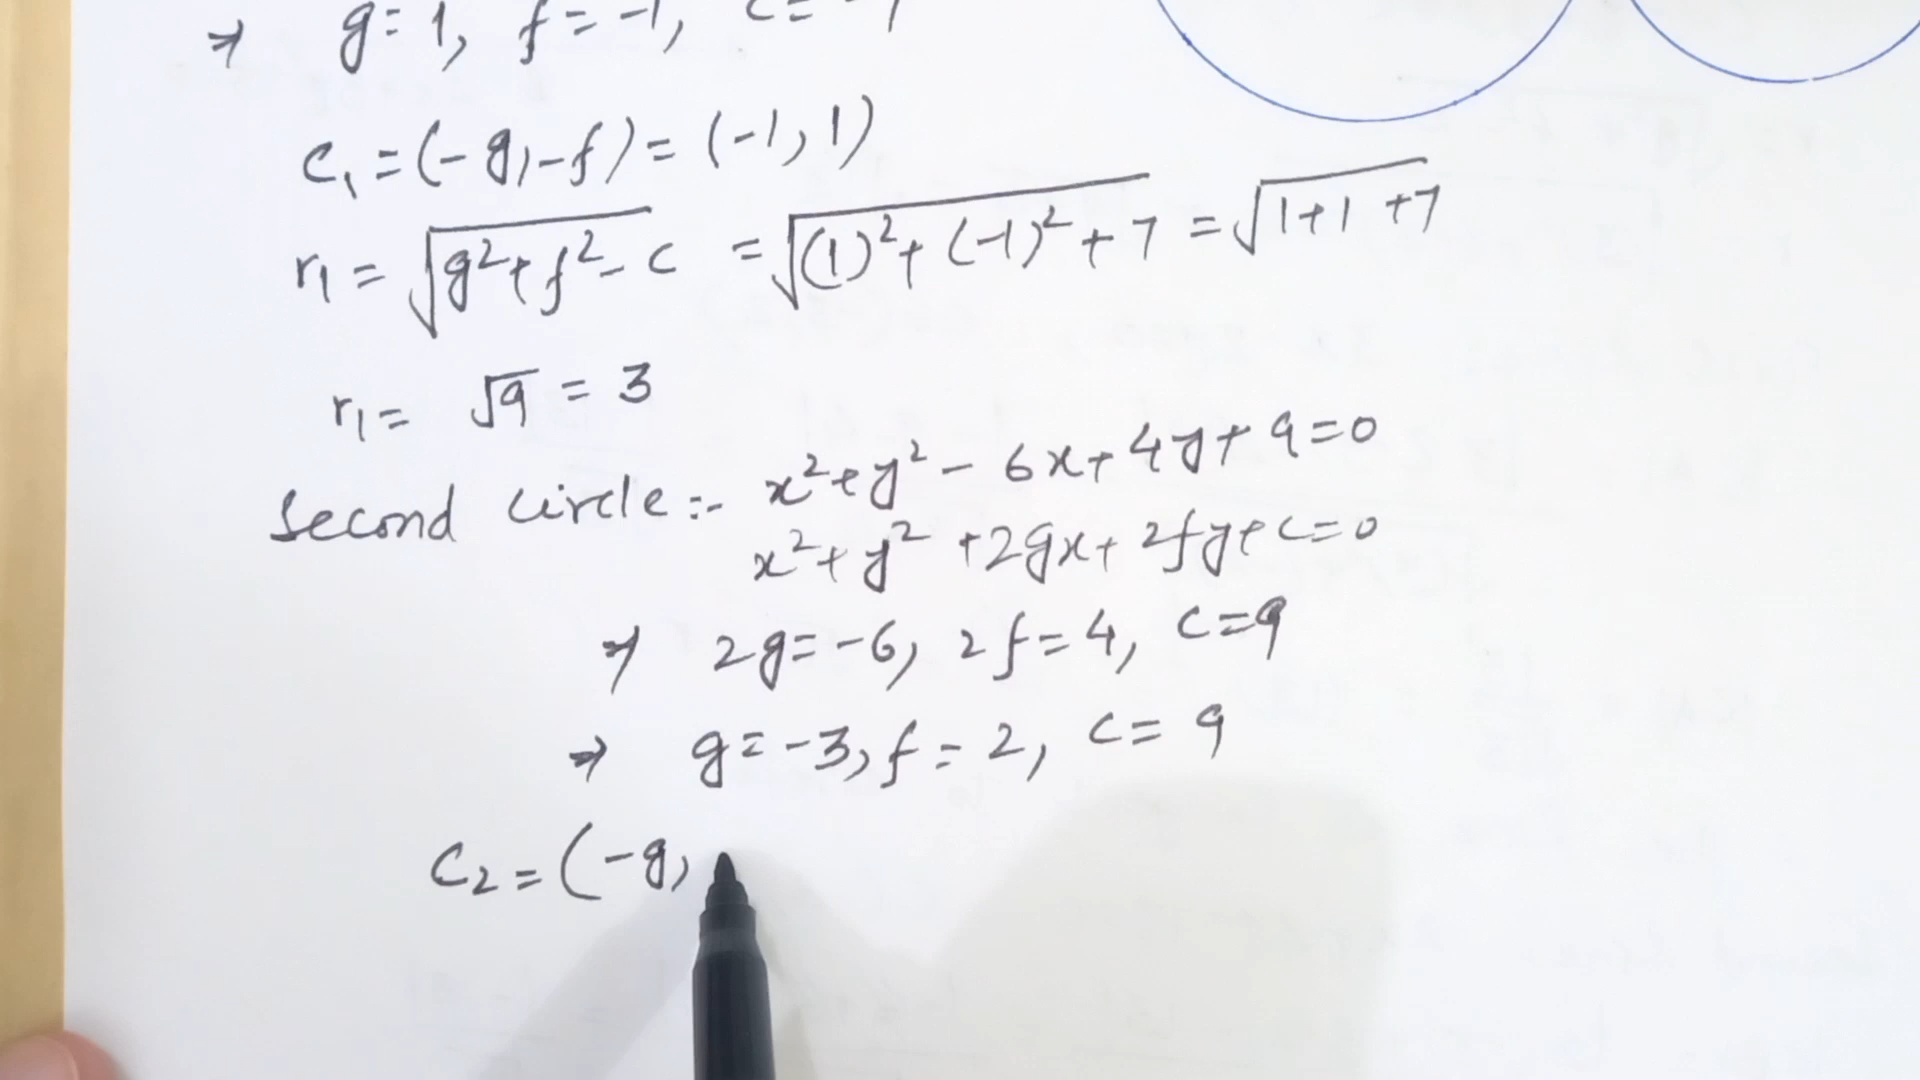 ⇒ g=1, f=-1, c=-7
C₁=(-g,-f)=(-1,1)
r₁=√g²+f²-c =√(1)²+(-1)²+7 =√1+1+7
r₁= √9 = 3
Second circle:- x²+y²-6x+4y+9=0
x²+y²+2gx+2fy+c=0
⇒ 2g=-6, 2f=4, c=9
⇒ g=-3, f=2, c=9
C₂=(-g,